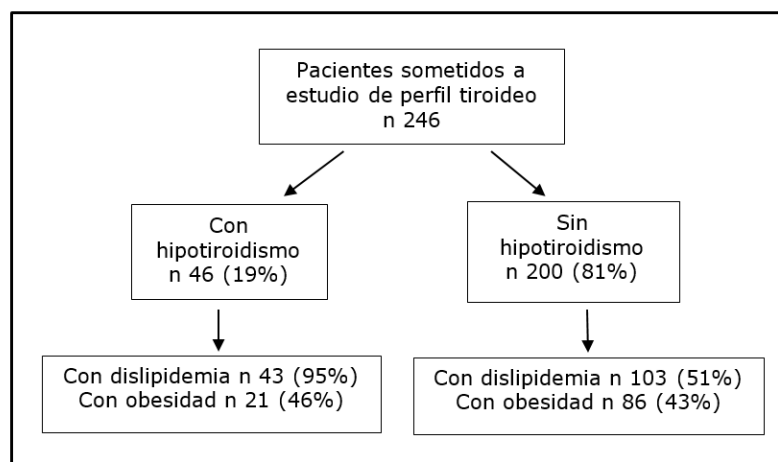 Pacientes sometidos a
estudio de perfil tiroideo
n 246
Con
hipotiroidismo
n 46 (19%)
Sin
hipotiroidismo
n 200 (81%)
Con dislipidemia n 43 (95%)
Con obesidad n 21 (46%)
Con dislipidemia n 103 (51%)
Con obesidad n 86 (43%)